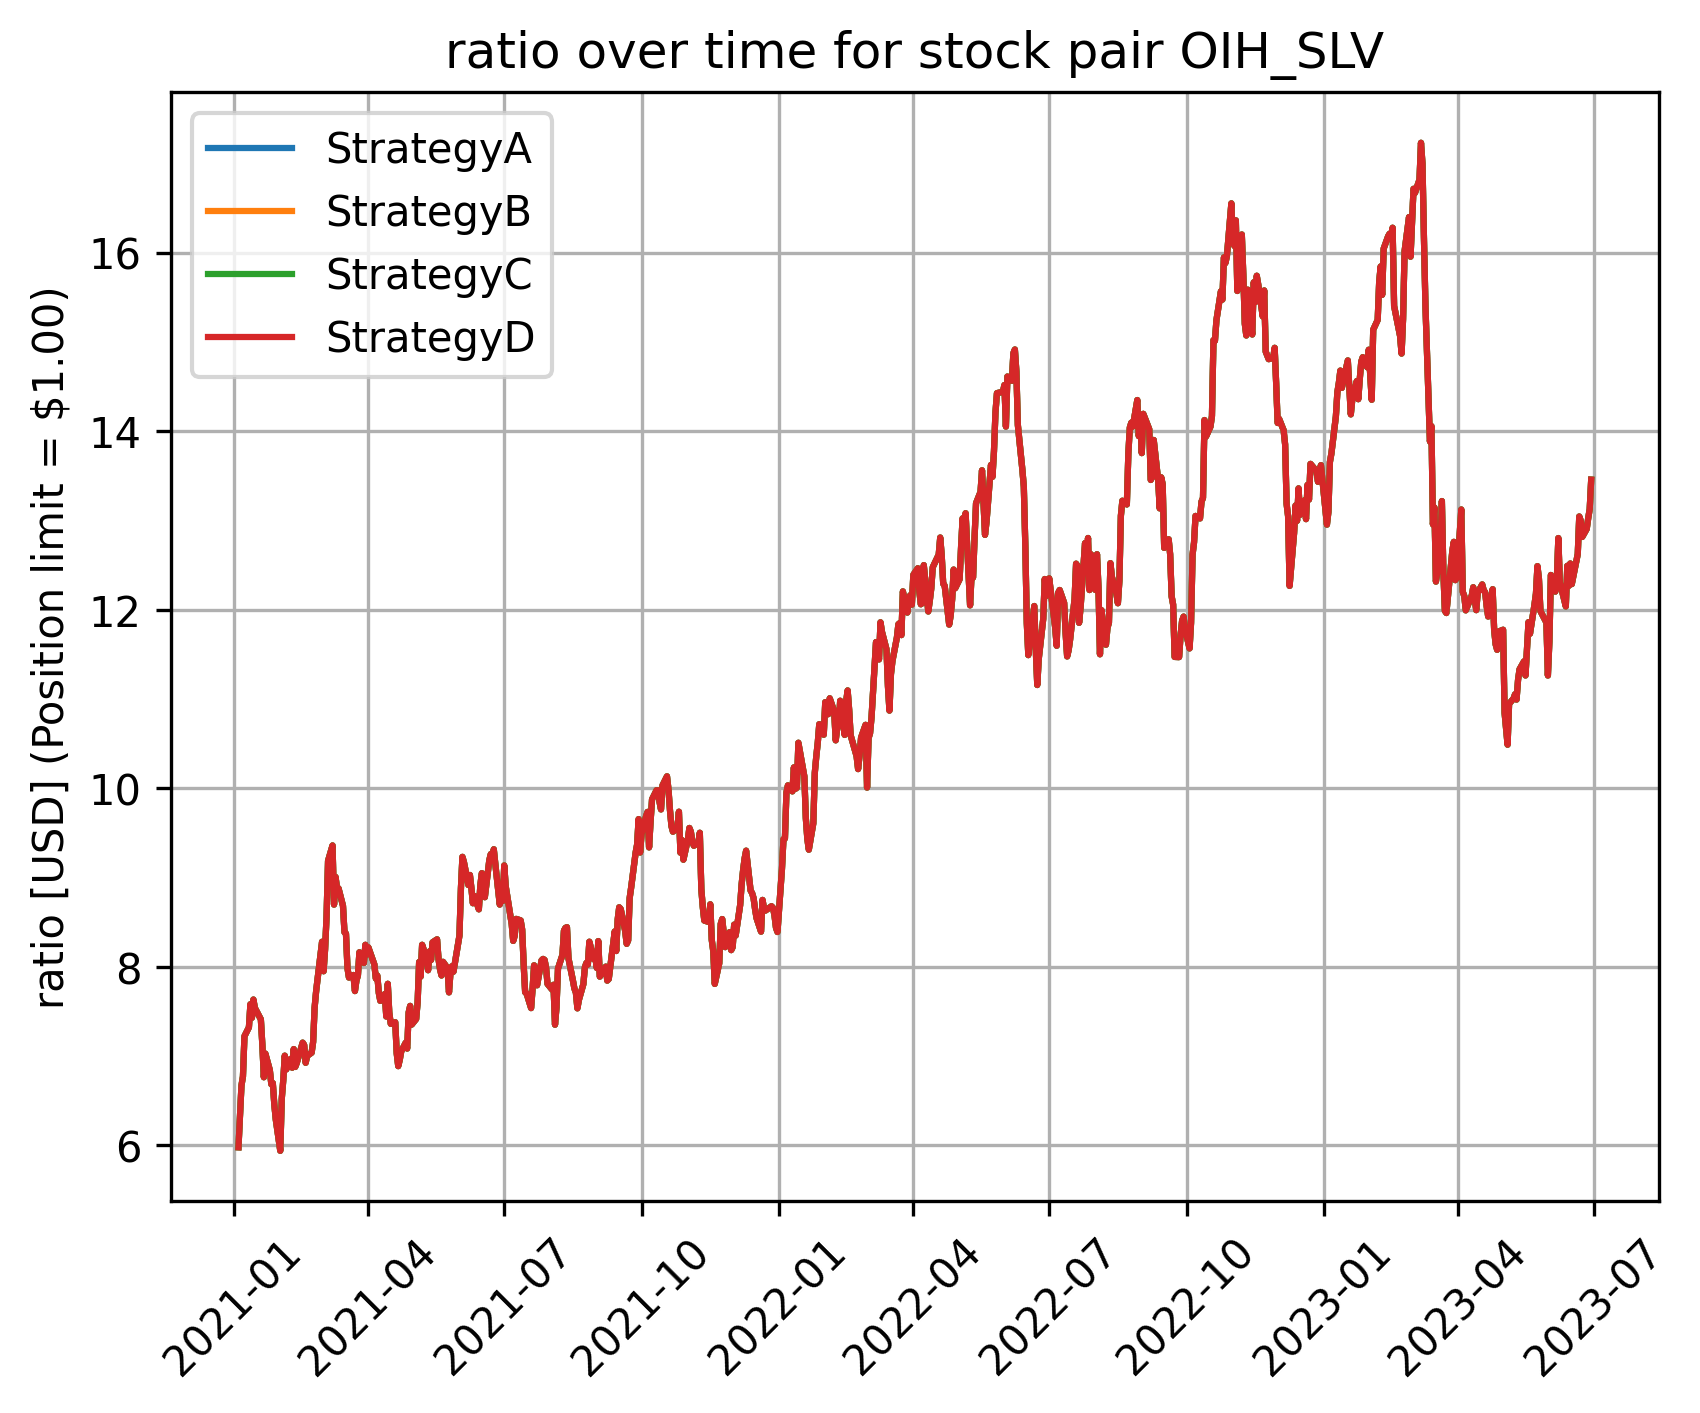 ratio over time for stock pair OIH_SLV
StrategyA
StrategyB
StrategyC
StrategyD
ratio [USD] (Position limit = $1.00)
16
14
12
10
8
6
2021-01
2021-04
2021-07
2021-10
2022-01
2022-04
2022-07
2022-10
2023-01
2023-04
2023-07